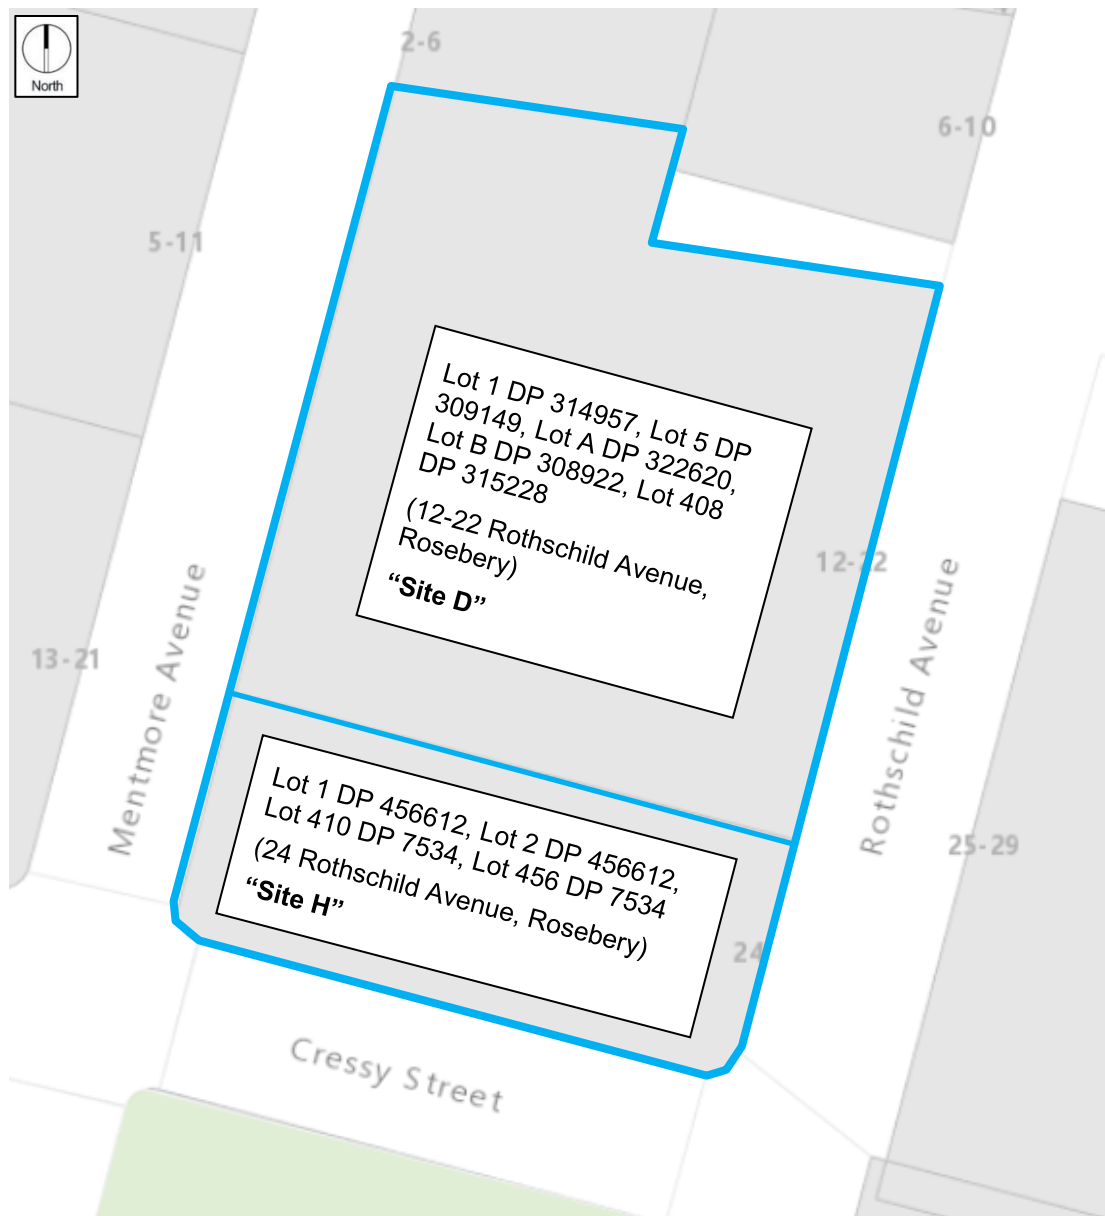 North
2-6
6-10
5-11
Lot 1 DP 314957, Lot 5 DP
309149, Lot A DP 322620,
Lot B DP 308922, Lot 408
DP 315228
(12-22 Rothschild Avenue,
Rosebery)
“Site D”
12-22
13-21
Mentmore Avenue
Rothschild Avenue
25-29
Lot 1 DP 456612, Lot 2 DP 456612,
Lot 410 DP 7534, Lot 456 DP 7534
(24 Rothschild Avenue, Rosebery)
“Site H”
24
Cressy Street